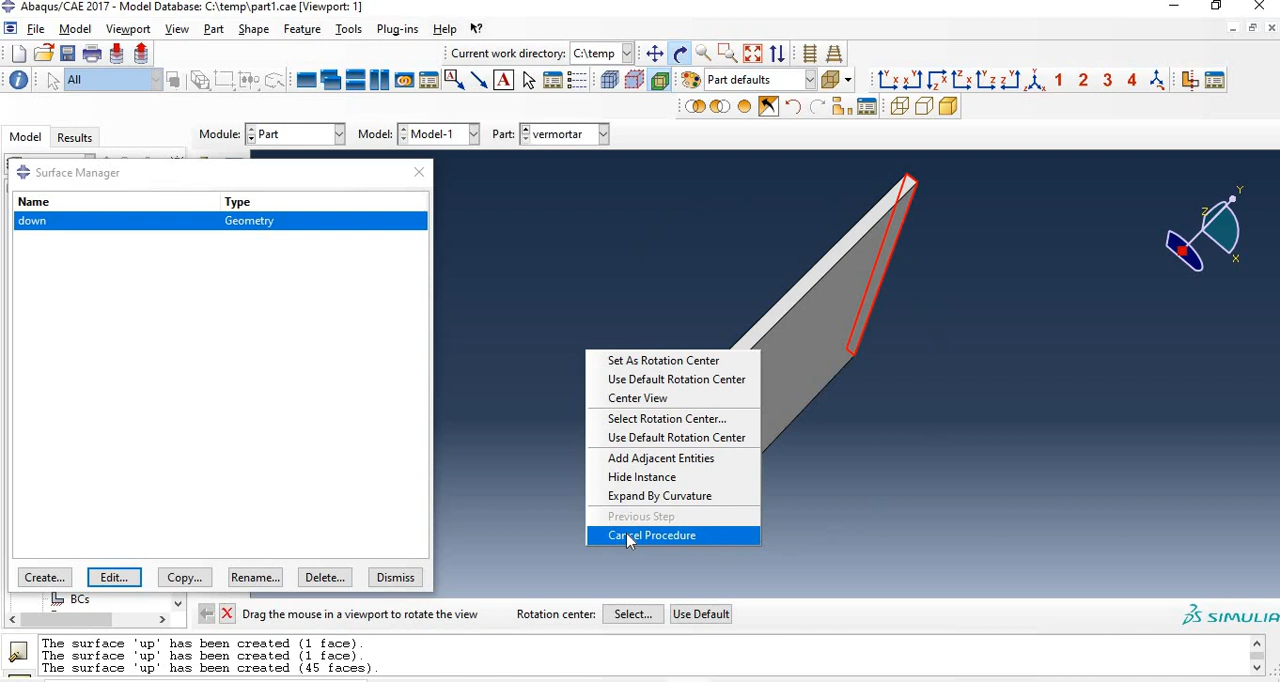 Abaqus/CAE 2017 - Model Database: C:\temp\part1.cae [Viewport: 1]
File Model Viewport View Part Shape Feature Tools Plug-ins Help
Current work directory: C:\temp
All
Part defaults
1 2 3 4
Model Results
Module: Part Model: Model-1 Part: vermortar
Surface Manager
Name Type
down Geometry
Y
Z
X
Set As Rotation Center
Use Default Rotation Center
Center View
Select Rotation Center...
Use Default Rotation Center
Add Adjacent Entities
Hide Instance
Expand By Curvature
Previous Step
Cancel Procedure
Create... Edit... Copy... Rename... Delete... Dismiss
BCs
Drag the mouse in a viewport to rotate the view Rotation center: Select... Use Default
SIMULIA
The surface 'up' has been created (1 face).
The surface 'up' has been created (1 face).
The surface 'up' has been created (45 faces).